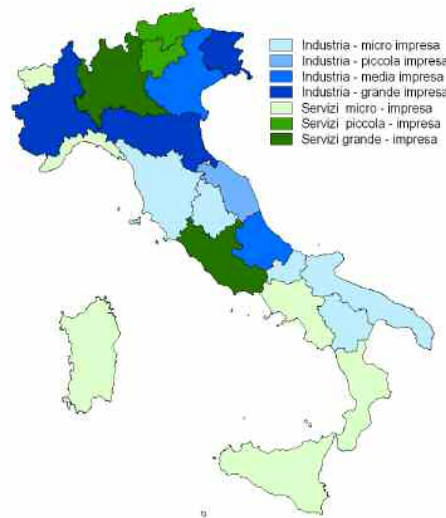 Industria - micro impresa
Industria - piccola impresa
Industria - media impresa
Industria - grande impresa
Servizi micro - impresa
Servizi piccola - impresa
Servizi grande - impresa